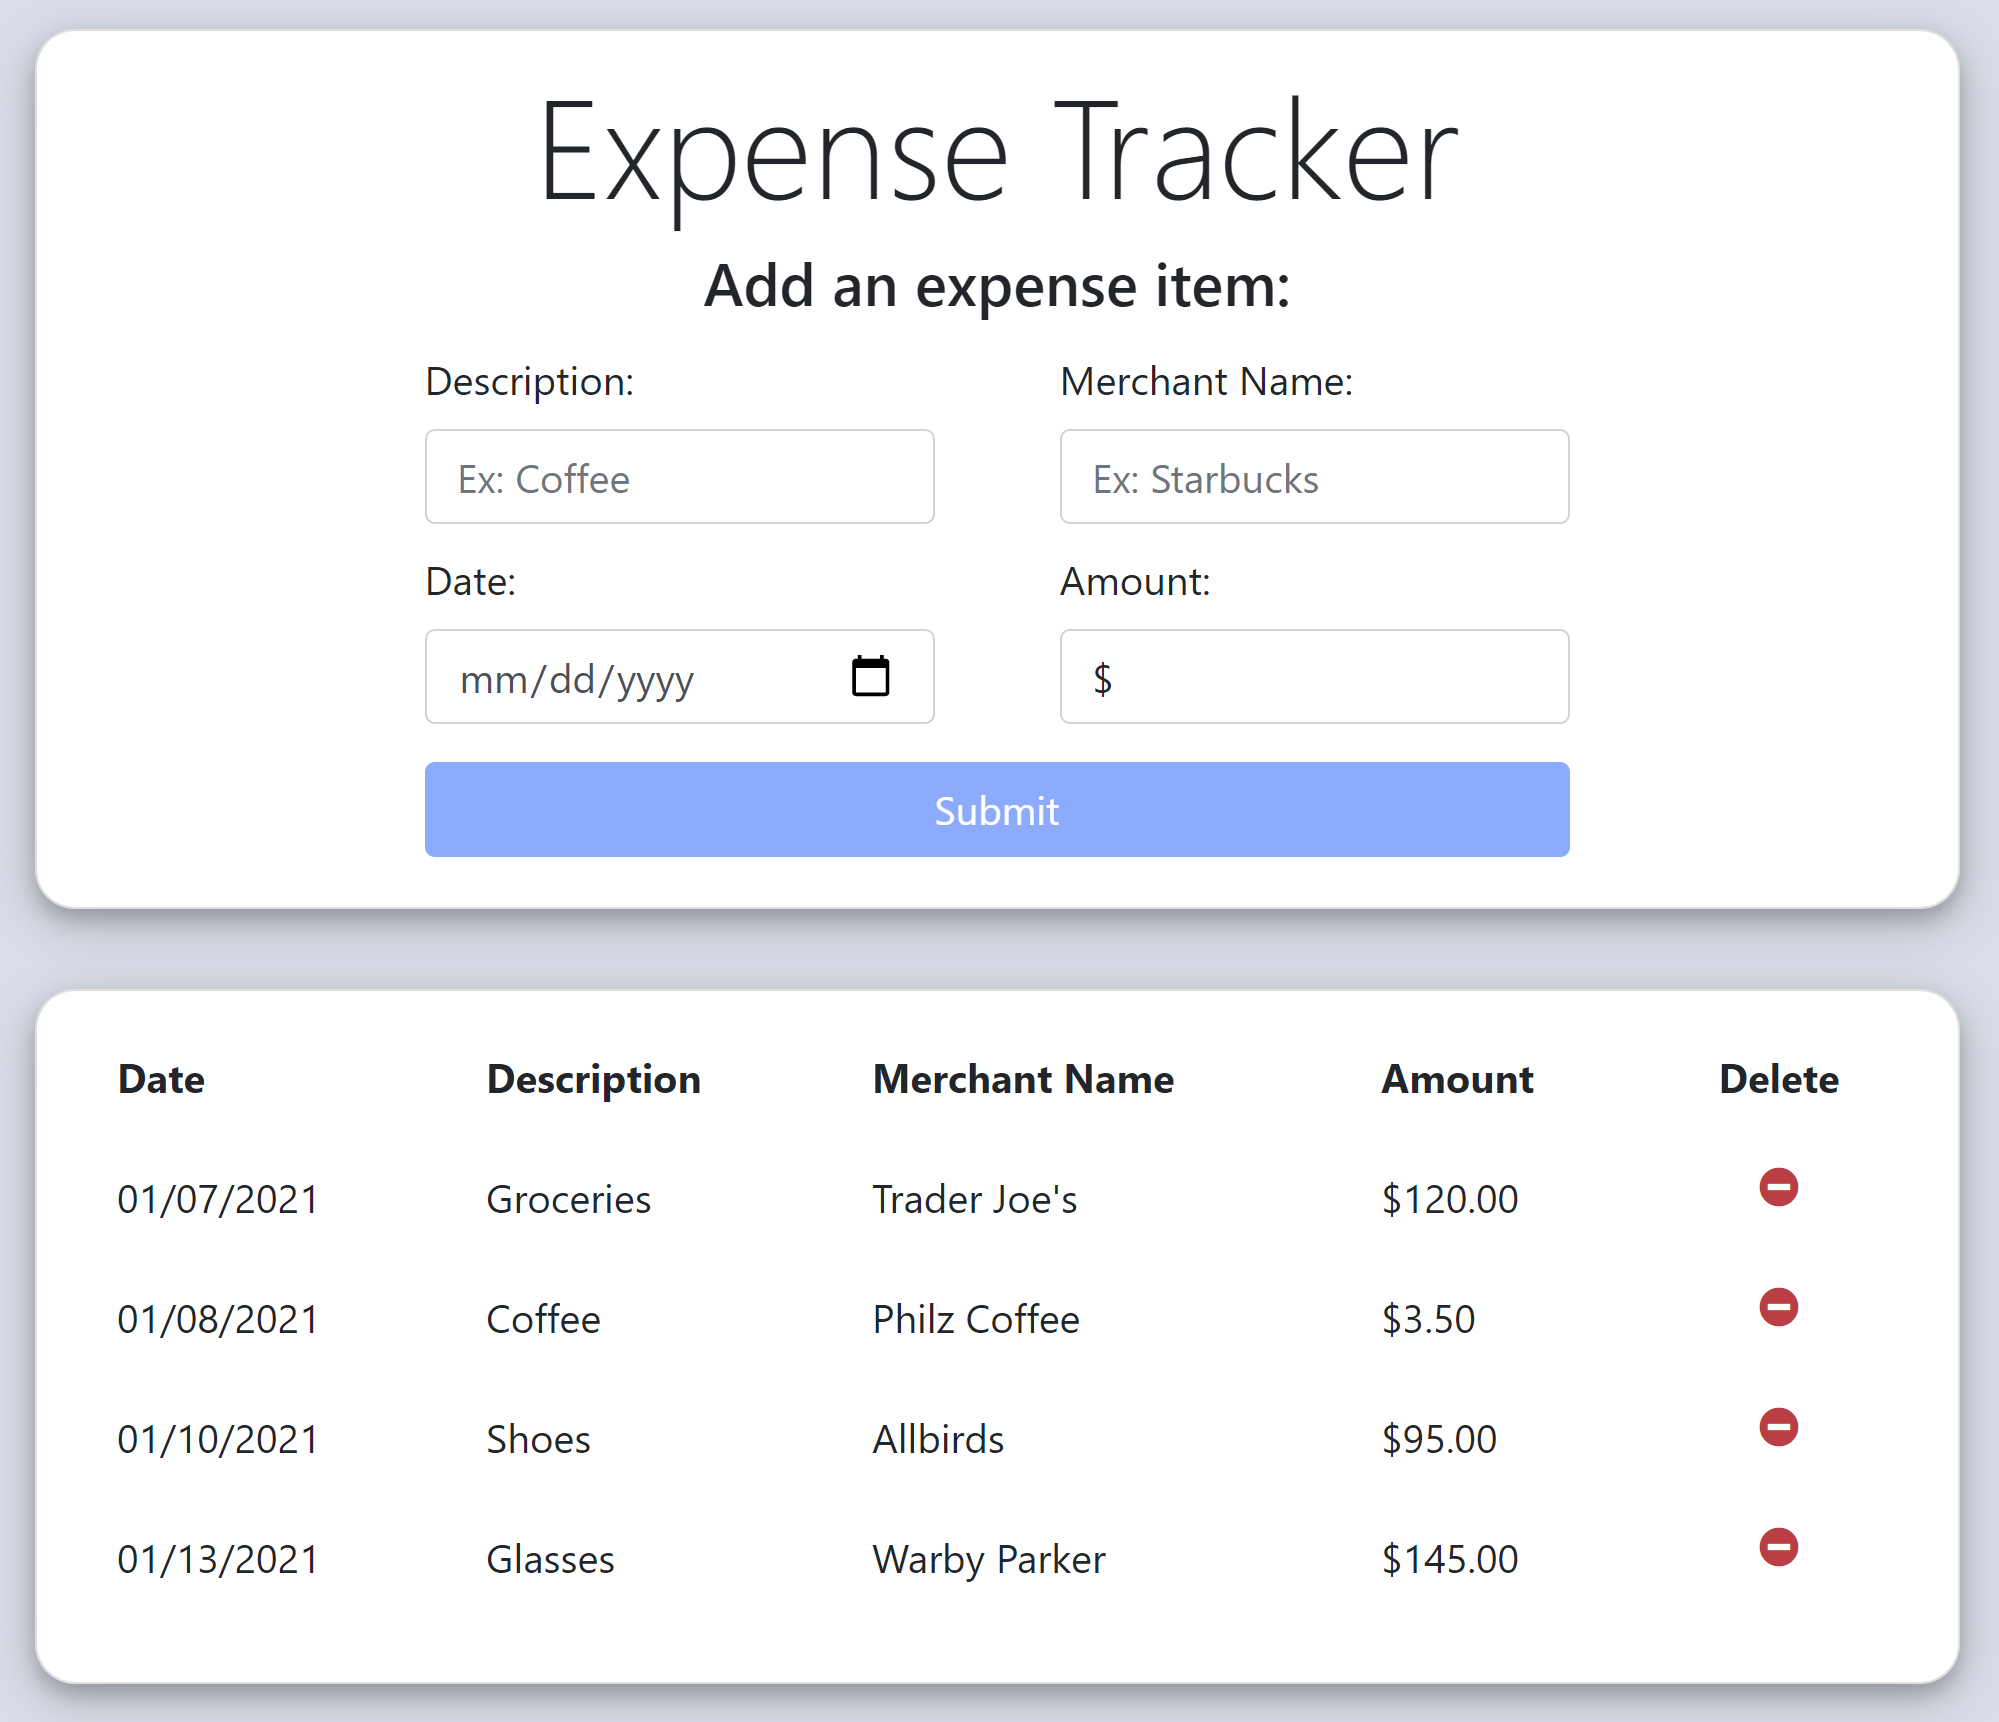 Expense Tracker
Add an expense item:
Description: Merchant Name:
Ex: Coffee Ex: Starbucks
Date: Amount:
mm/dd/yyyy $
Submit
Date Description Merchant Name Amount Delete
01/07/2021 Groceries Trader Joe's $120.00
01/08/2021 Coffee Philz Coffee $3.50
01/10/2021 Shoes Allbirds $95.00
01/13/2021 Glasses Warby Parker $145.00